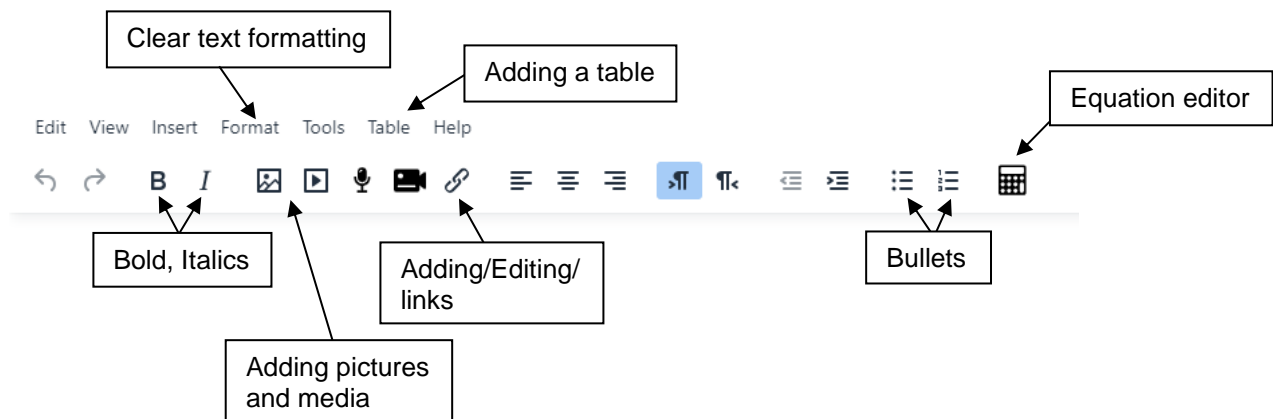 Clear text formatting
Adding a table
Equation editor
Edit View Insert Format Tools Table Help
B I
Bold, Italics
Adding/Editing/
links
Bullets
Adding pictures
and media